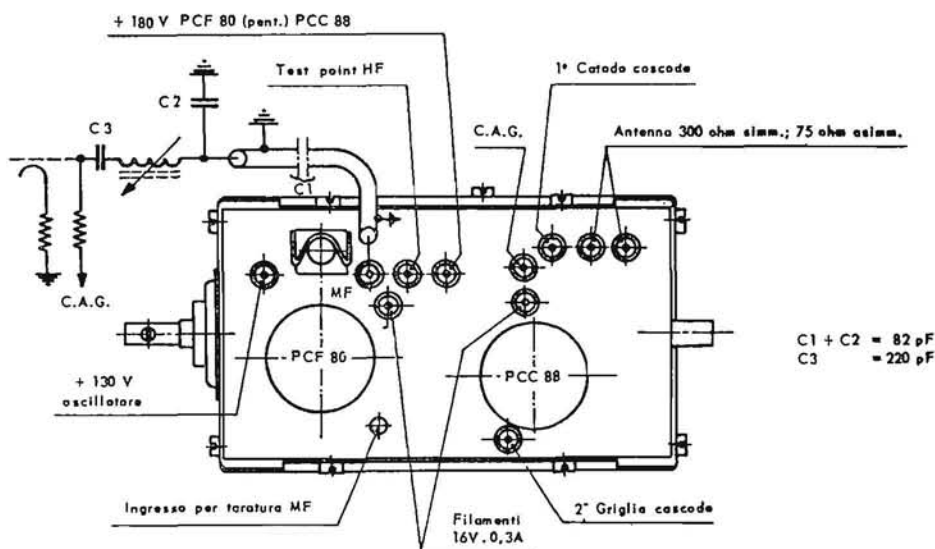 + 180 V PCF 80 (pent.) PCC 88
Test point HF
1° Catodo cascode
C.A.G.
Antenna 300 ohm simm.; 75 ohm asimm.
C2
C3
C1
C.A.G.
MF
PCF 80
PCC 88
C1 + C2 = 82 pF
C3 = 220 pF
+ 130 V
oscillatore
Ingresso per taratura MF
Filamenti
16V. 0,3A
2° Griglia cascode